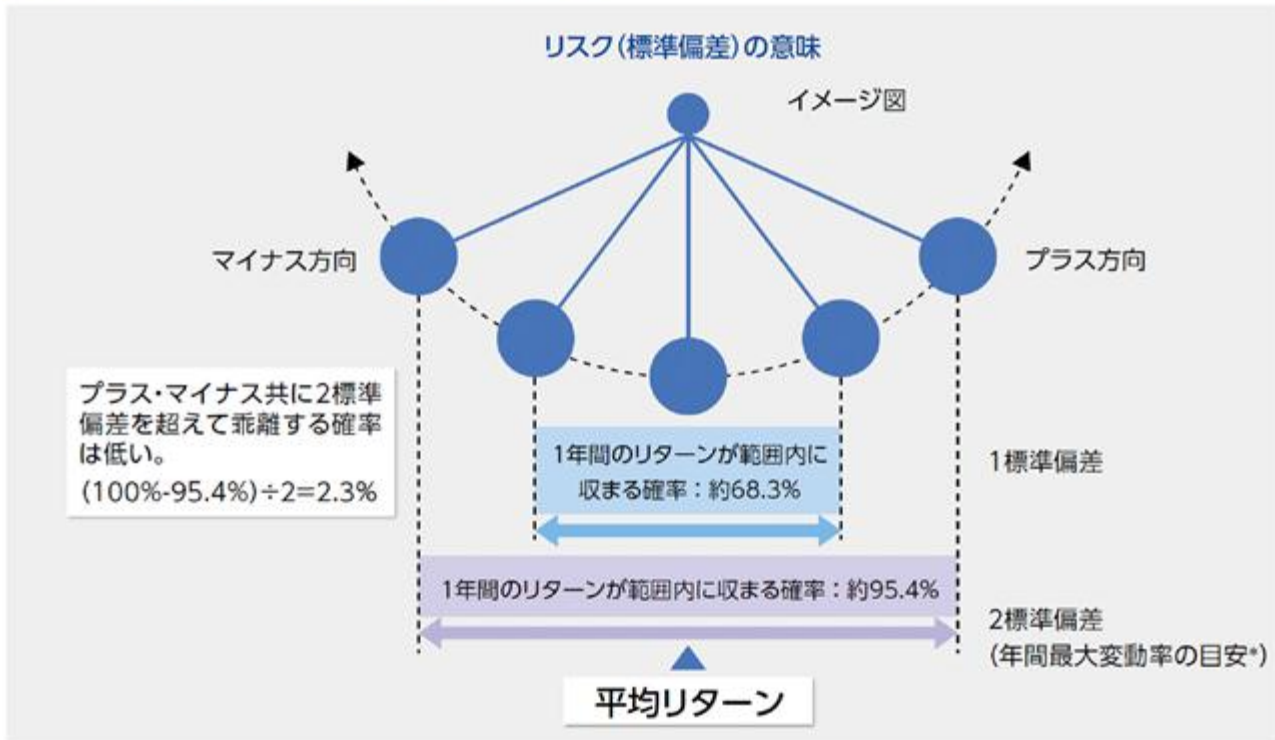 リスク(標準偏差)の意味
イメージ図
マイナス方向
プラス方向
プラス・マイナス共に2標準
偏差を超えて乖離する確率
は低い。
(100%-95.4%)÷2=2.3%
1年間のリターンが範囲内に
収まる確率：約68.3%
1標準偏差
1年間のリターンが範囲内に収まる確率：約95.4%
2標準偏差
(年間最大変動率の目安*)
平均リターン